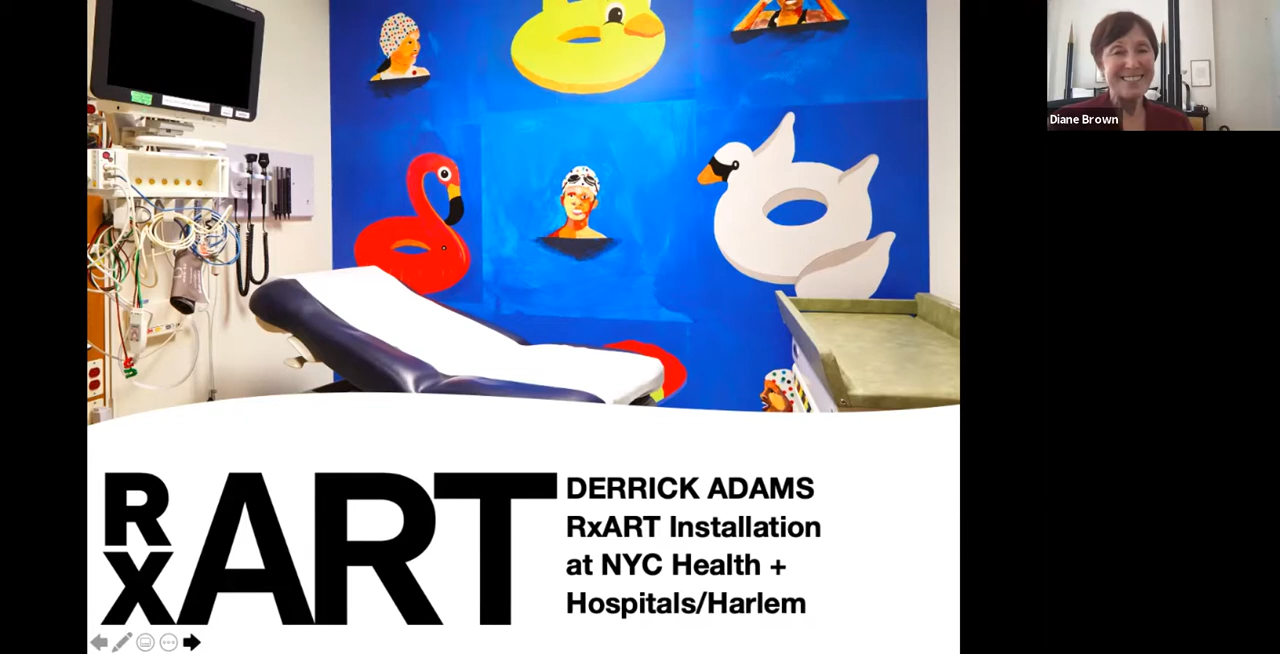 Diane Brown
RxART
DERRICK ADAMS
RxART Installation
at NYC Health +
Hospitals/Harlem